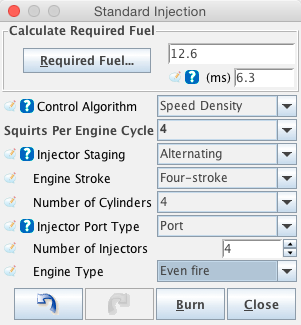 Standard Injection
Calculate Required Fuel
Required Fuel...
12.6
(ms) 6.3
Control Algorithm Speed Density
Squirts Per Engine Cycle 4
Injector Staging Alternating
Engine Stroke Four-stroke
Number of Cylinders 4
Injector Port Type Port
Number of Injectors 4
Engine Type Even fire
Burn Close